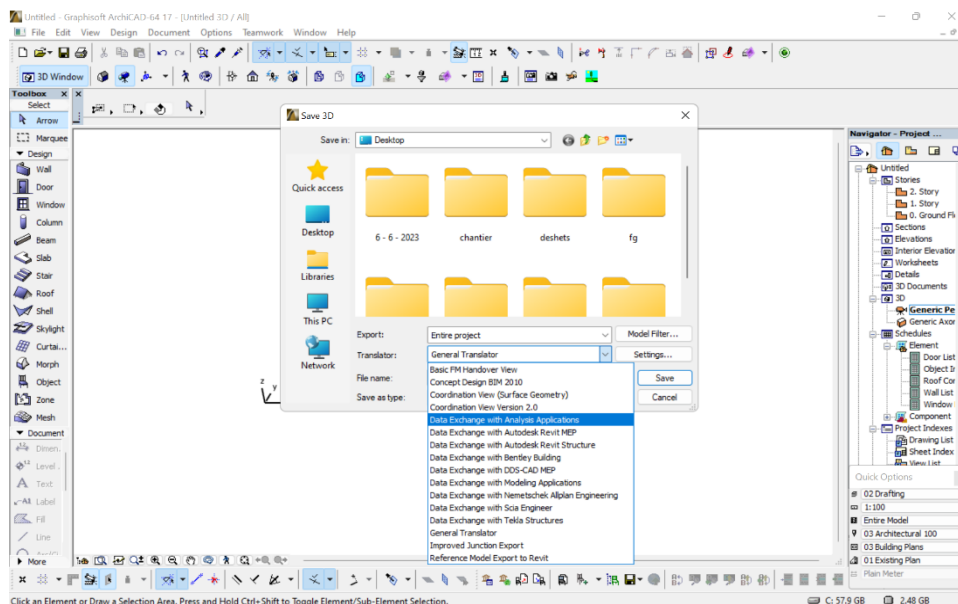 Untitled - Graphisoft ArchiCAD-64 17 - [Untitled 3D / All]
File Edit View Design Document Options Teamwork Window Help
3D Window
Toolbox
Select
Arrow
Marquee
Design
Wall
Door
Window
Column
Beam
Slab
Stair
Roof
Shell
Skylight
Curtai...
Morph
Object
Zone
Mesh
Document
Dimen.
Level .
Text
Label
Fill
Line
More
z
y
Save 3D
Save in:
Desktop
Quick access
Desktop
Libraries
This PC
Network
6 - 6 - 2023
chantier
deshets
fg
Export:
Entire project
Model Filter...
Translator:
General Translator
Settings...
File name:
Save
Save as type:
Cancel
Basic FM Handover View
Concept Design BIM 2010
Coordination View (Surface Geometry)
Coordination View Version 2.0
Data Exchange with Analysis Applications
Data Exchange with Autodesk Revit MEP
Data Exchange with Autodesk Revit Structure
Data Exchange with Bentley Building
Data Exchange with DDS-CAD MEP
Data Exchange with Modeling Applications
Data Exchange with Nemetschek Allplan Engineering
Data Exchange with Scia Engineer
Data Exchange with Tekla Structures
General Translator
Improved Junction Export
Reference Model Export to Revit
Navigator - Project ...
Untitled
Stories
2. Story
1. Story
0. Ground Fl
Sections
Elevations
Interior Elevation
Worksheets
Details
3D Documents
3D
Generic Pe
Generic Axor
Schedules
Element
Door List
Object In
Roof Cor
Wall List
Window
Component
Project Indexes
Drawing List
Sheet Index
View List
Quick Options
02 Drafting
1:100
Entire Model
03 Architectural 100
03 Building Plans
01 Existing Plan
Plain Meter
Click an Element or Draw a Selection Area. Press and Hold Ctrl+Shift to Toggle Element/Sub-Element Selection.
C: 57.9 GB
2.48 GB